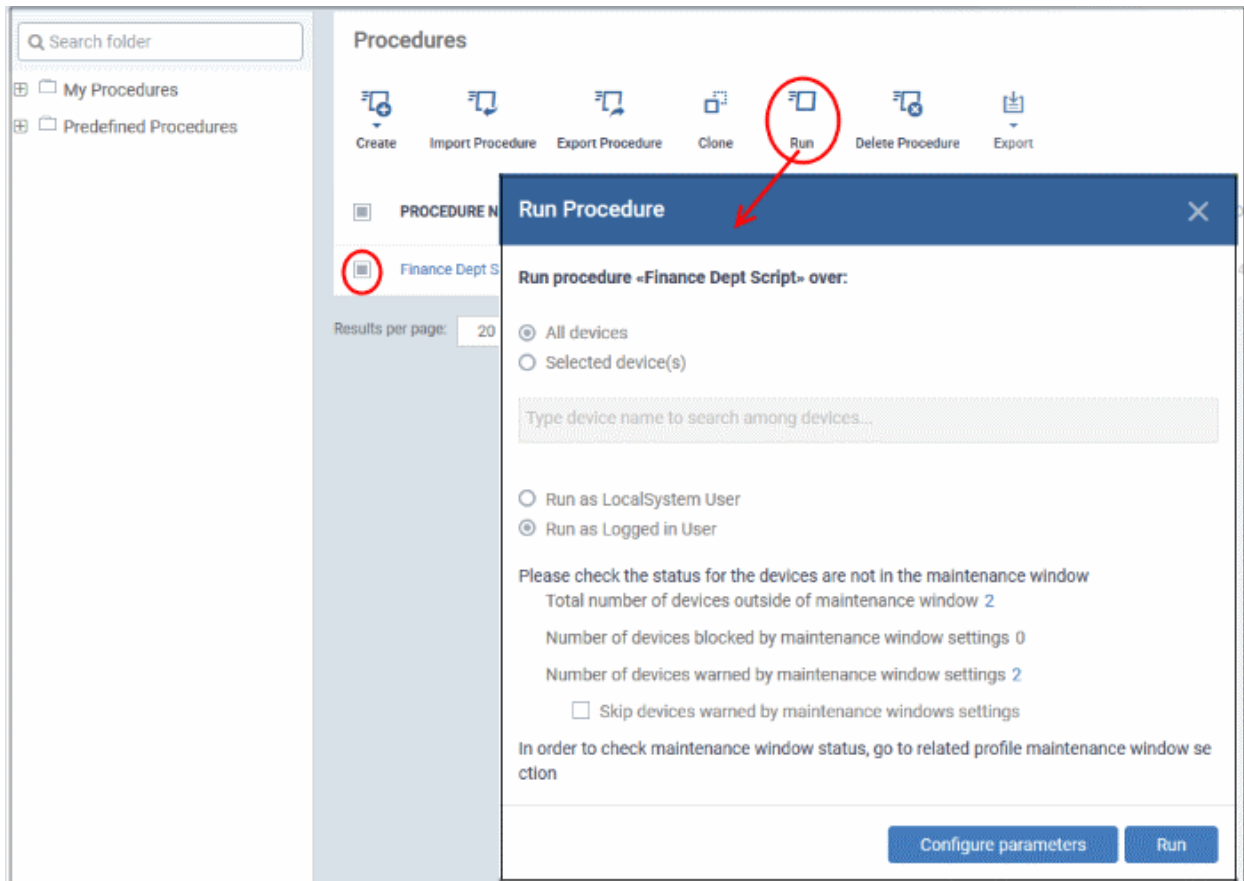 Search folder
My Procedures
Predefined Procedures
Procedures
Create
Import Procedure
Export Procedure
Clone
Run
Delete Procedure
Export
PROCEDURE N
Finance Dept S
Results per page: 20
Run Procedure
Run procedure «Finance Dept Script» over:
All devices
Selected device(s)
Type device name to search among devices...
Run as LocalSystem User
Run as Logged in User
Please check the status for the devices are not in the maintenance window
Total number of devices outside of maintenance window 2
Number of devices blocked by maintenance window settings 0
Number of devices warned by maintenance window settings 2
Skip devices warned by maintenance windows settings
In order to check maintenance window status, go to related profile maintenance window se
ction
Configure parameters
Run